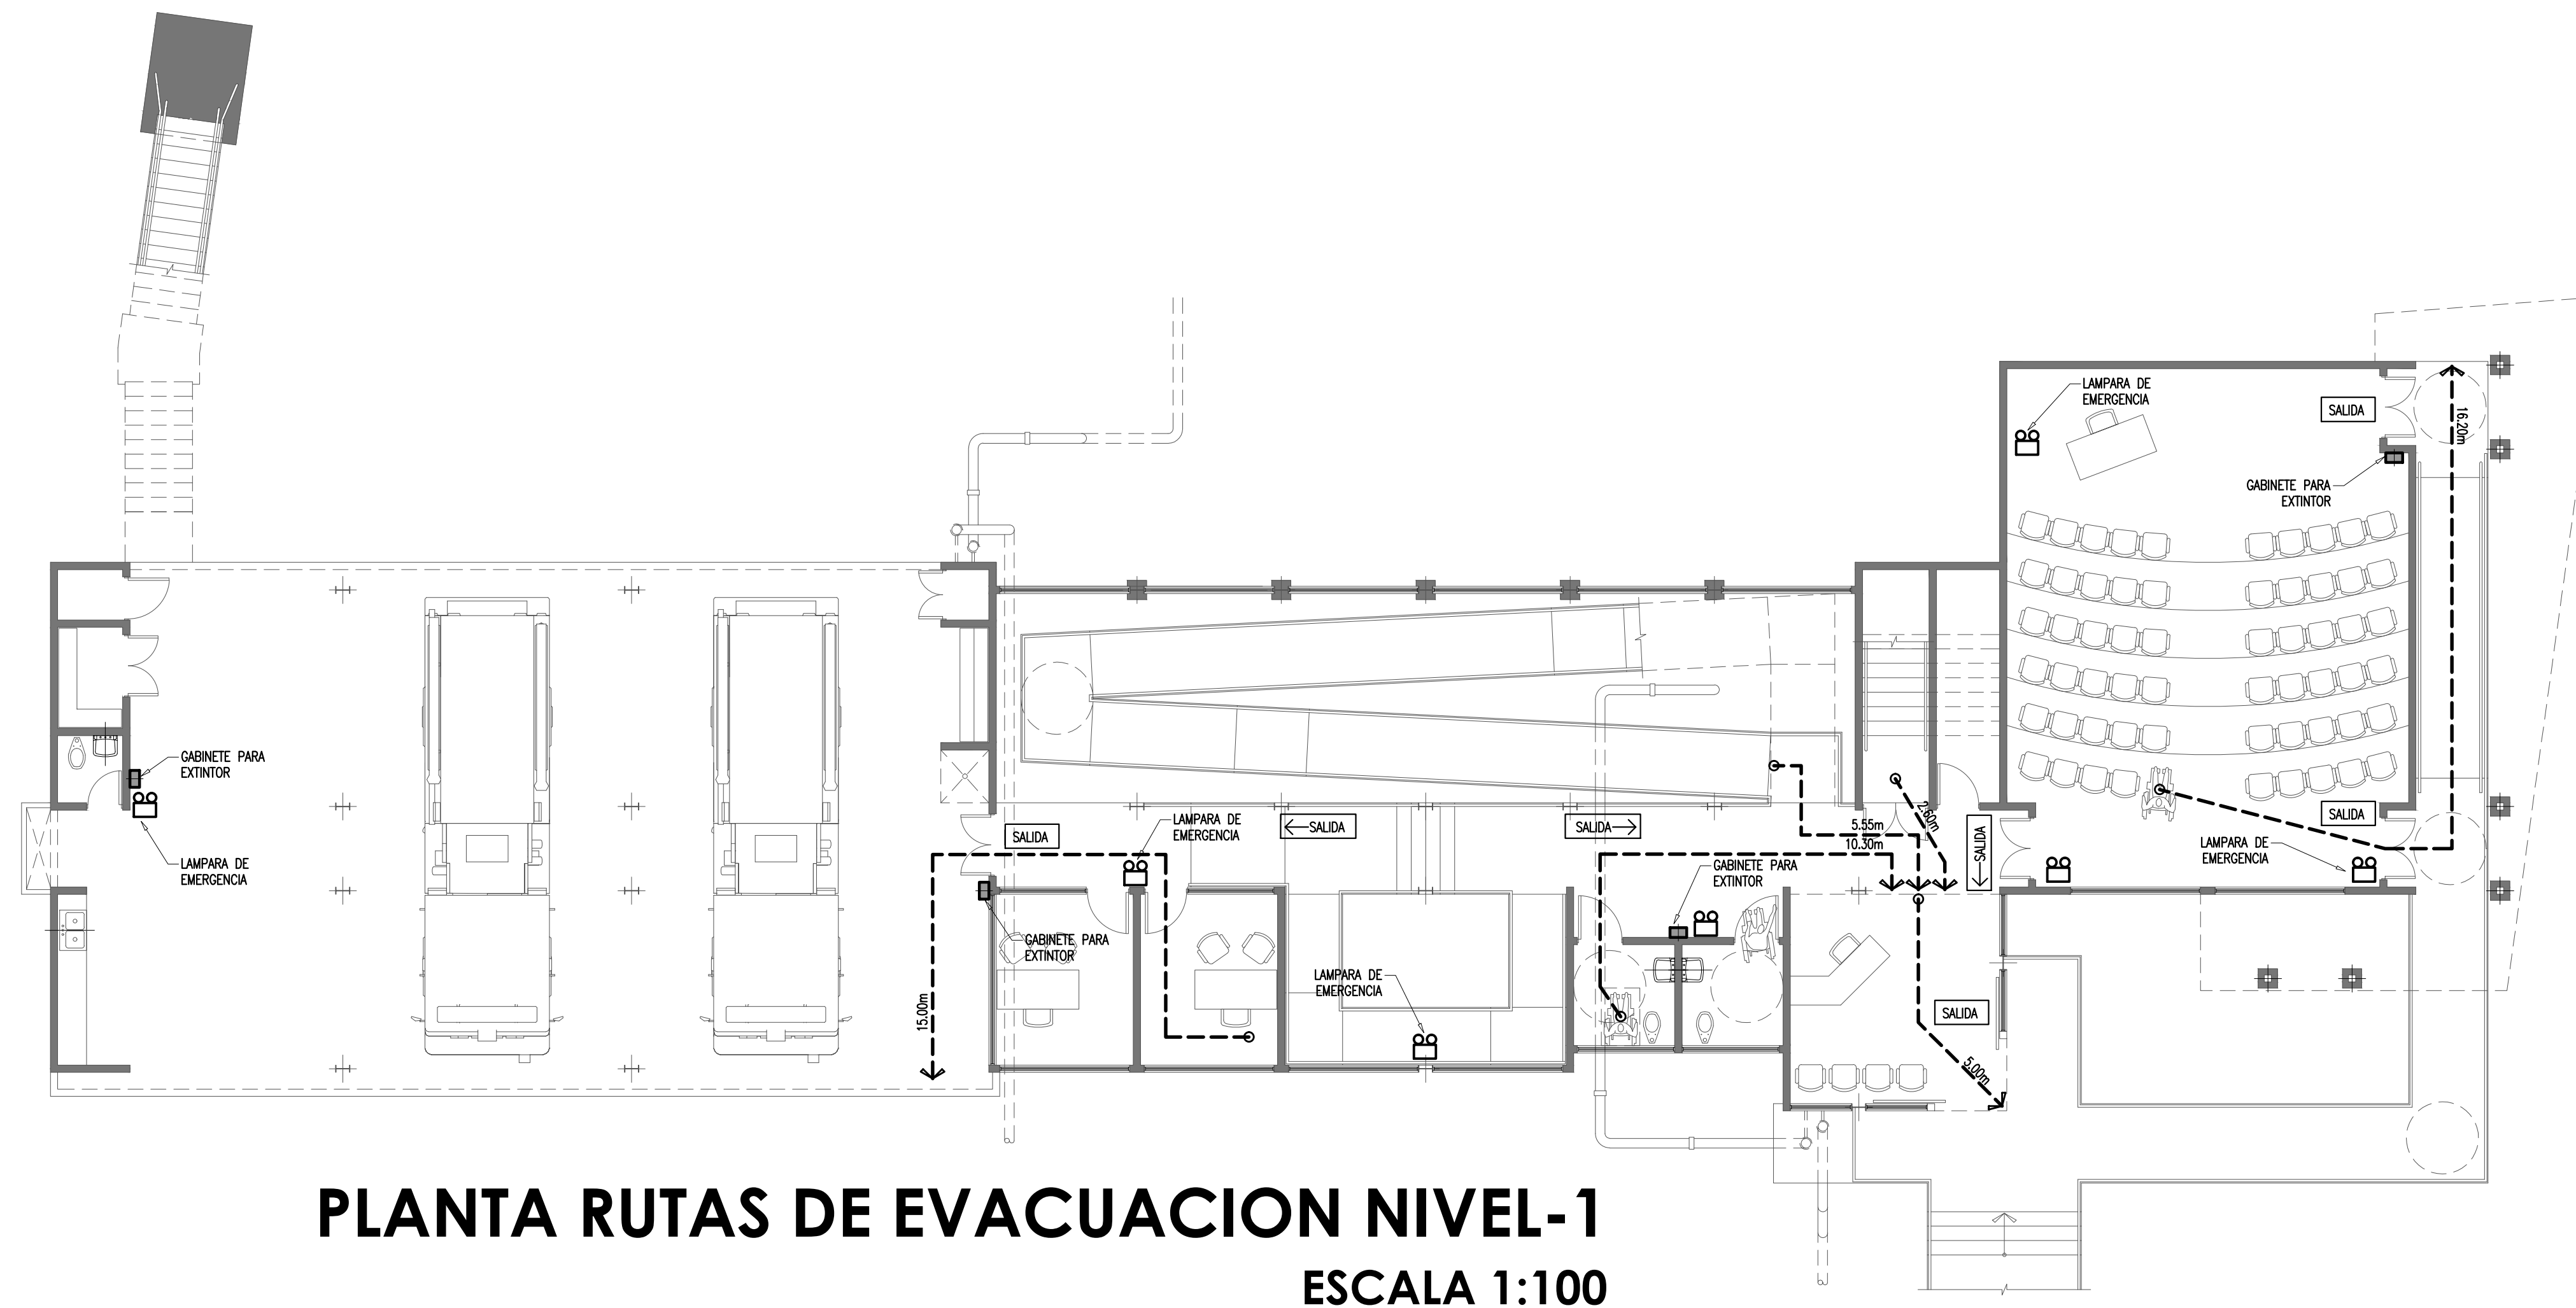 LAMPARA DE
EMERGENCIA
SALIDA
16.20m
GABINETE PARA
EXTINTOR
GABINETE PARA
EXTINTOR
LAMPARA DE
EMERGENCIA
SALIDA
LAMPARA DE
EMERGENCIA
SALIDA
SALIDA
5.55m
10.30m
2.60m
SALIDA
SALIDA
LAMPARA DE
EMERGENCIA
GABINETE PARA
EXTINTOR
GABINETE PARA
EXTINTOR
LAMPARA DE
EMERGENCIA
15.00m
SALIDA
5.00m
PLANTA RUTAS DE EVACUACION NIVEL-1
ESCALA 1:100